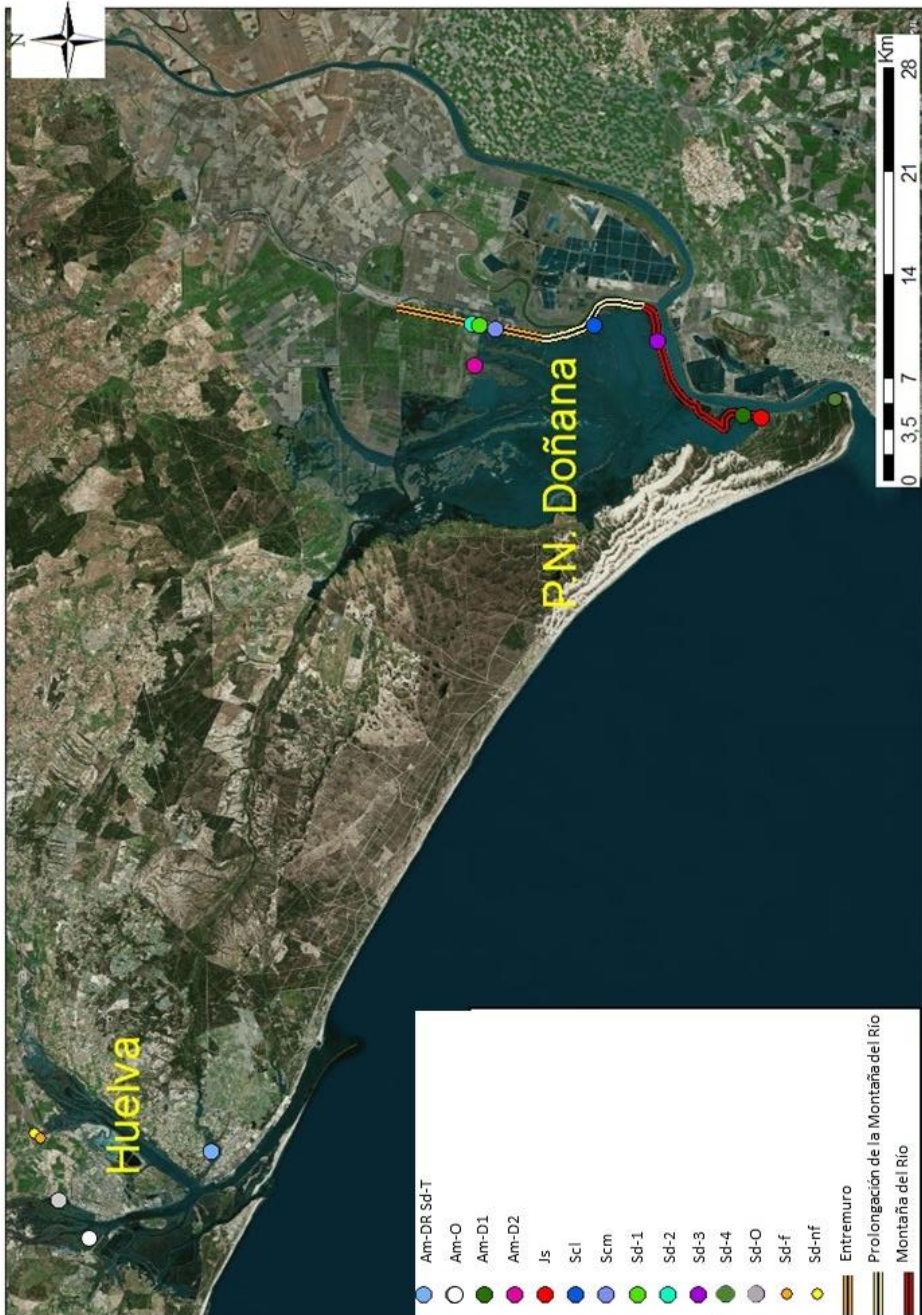 N
Huelva
P.N. Doñana
Am-DR Sd-T
Am-O
Am-D1
Am-D2
Js
Scl
Scm
Sd-1
Sd-2
Sd-3
Sd-4
Sd-O
Sd-f
Sd-nf
Entremuro
Prolongación de la Montaña del Río
Montaña del Río
0 3,5 7 14 21 28
Km